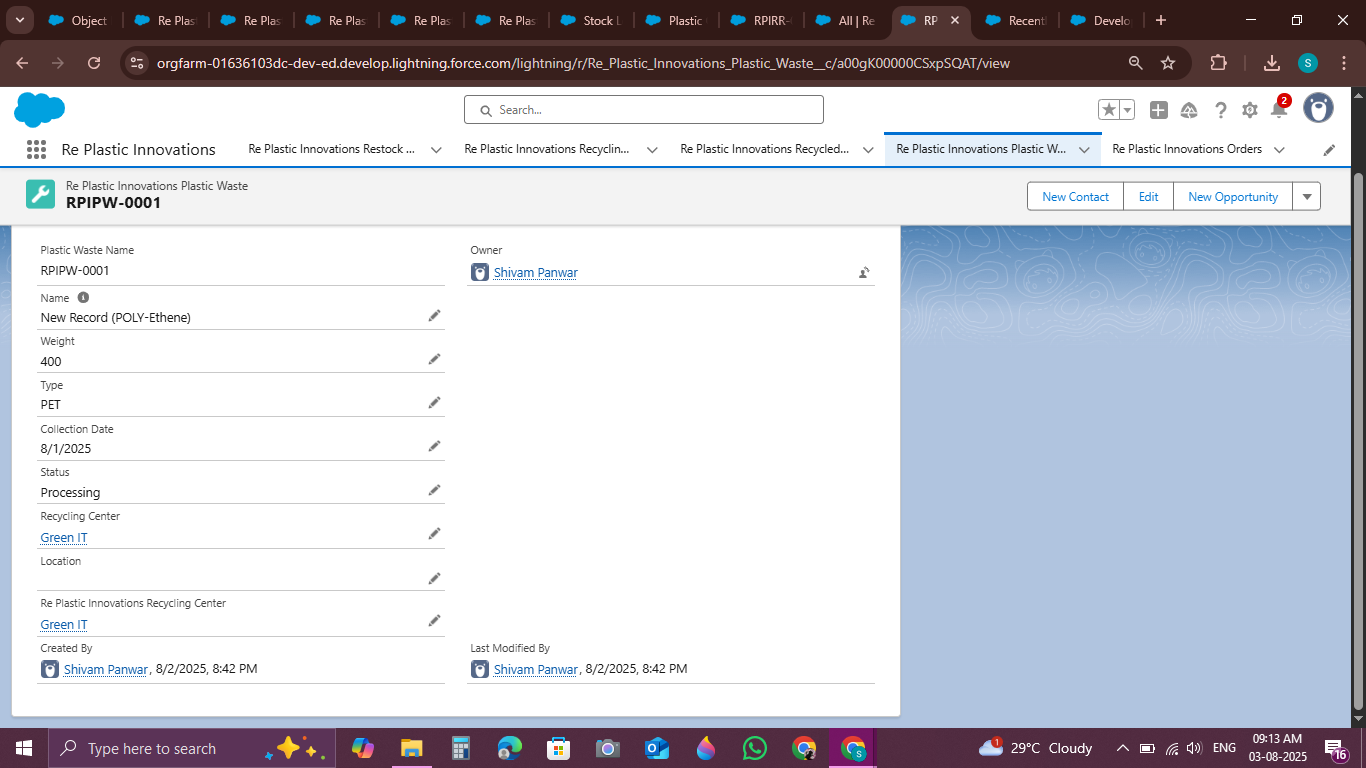 Object
Re Plas
Re Plas
Re Plas
Re Plas
Re Plas
Stock L
Plastic
RPIRR-
All | Re
RP
Recent
Develo
orgfarm-01636103dc-dev-ed.develop.lightning.force.com/lightning/r/Re_Plastic_Innovations_Plastic_Waste__c/a00gK00000CSxpSQAT/view
S
Search...
2
Re Plastic Innovations
Re Plastic Innovations Restock ...
Re Plastic Innovations Recyclin...
Re Plastic Innovations Recycled...
Re Plastic Innovations Plastic W...
Re Plastic Innovations Orders
Re Plastic Innovations Plastic Waste
RPIPW-0001
New Contact
Edit
New Opportunity
Plastic Waste Name
RPIPW-0001
Owner
Shivam Panwar
Name
New Record (POLY-Ethene)
Weight
400
Type
PET
Collection Date
8/1/2025
Status
Processing
Recycling Center
Green IT
Location
Re Plastic Innovations Recycling Center
Green IT
Created By
Shivam Panwar, 8/2/2025, 8:42 PM
Last Modified By
Shivam Panwar, 8/2/2025, 8:42 PM
Type here to search
S
1
29°C Cloudy
ENG
09:13 AM
03-08-2025
16